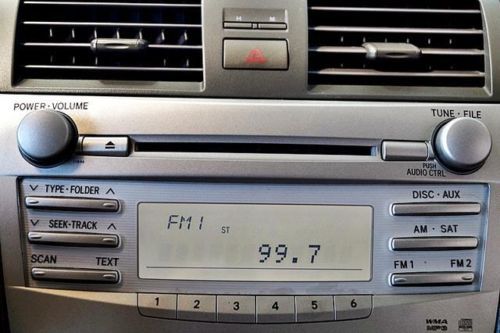 H M
POWER·VOLUME
TUNE·FILE
PUSH
AUDIO CTRL
TYPE·FOLDER
DISC·AUX
SEEK·TRACK
FM1 ST
AM·SAT
99.7
SCAN TEXT
FM1 FM2
1 2 3 4 5 6
WMA
MP3